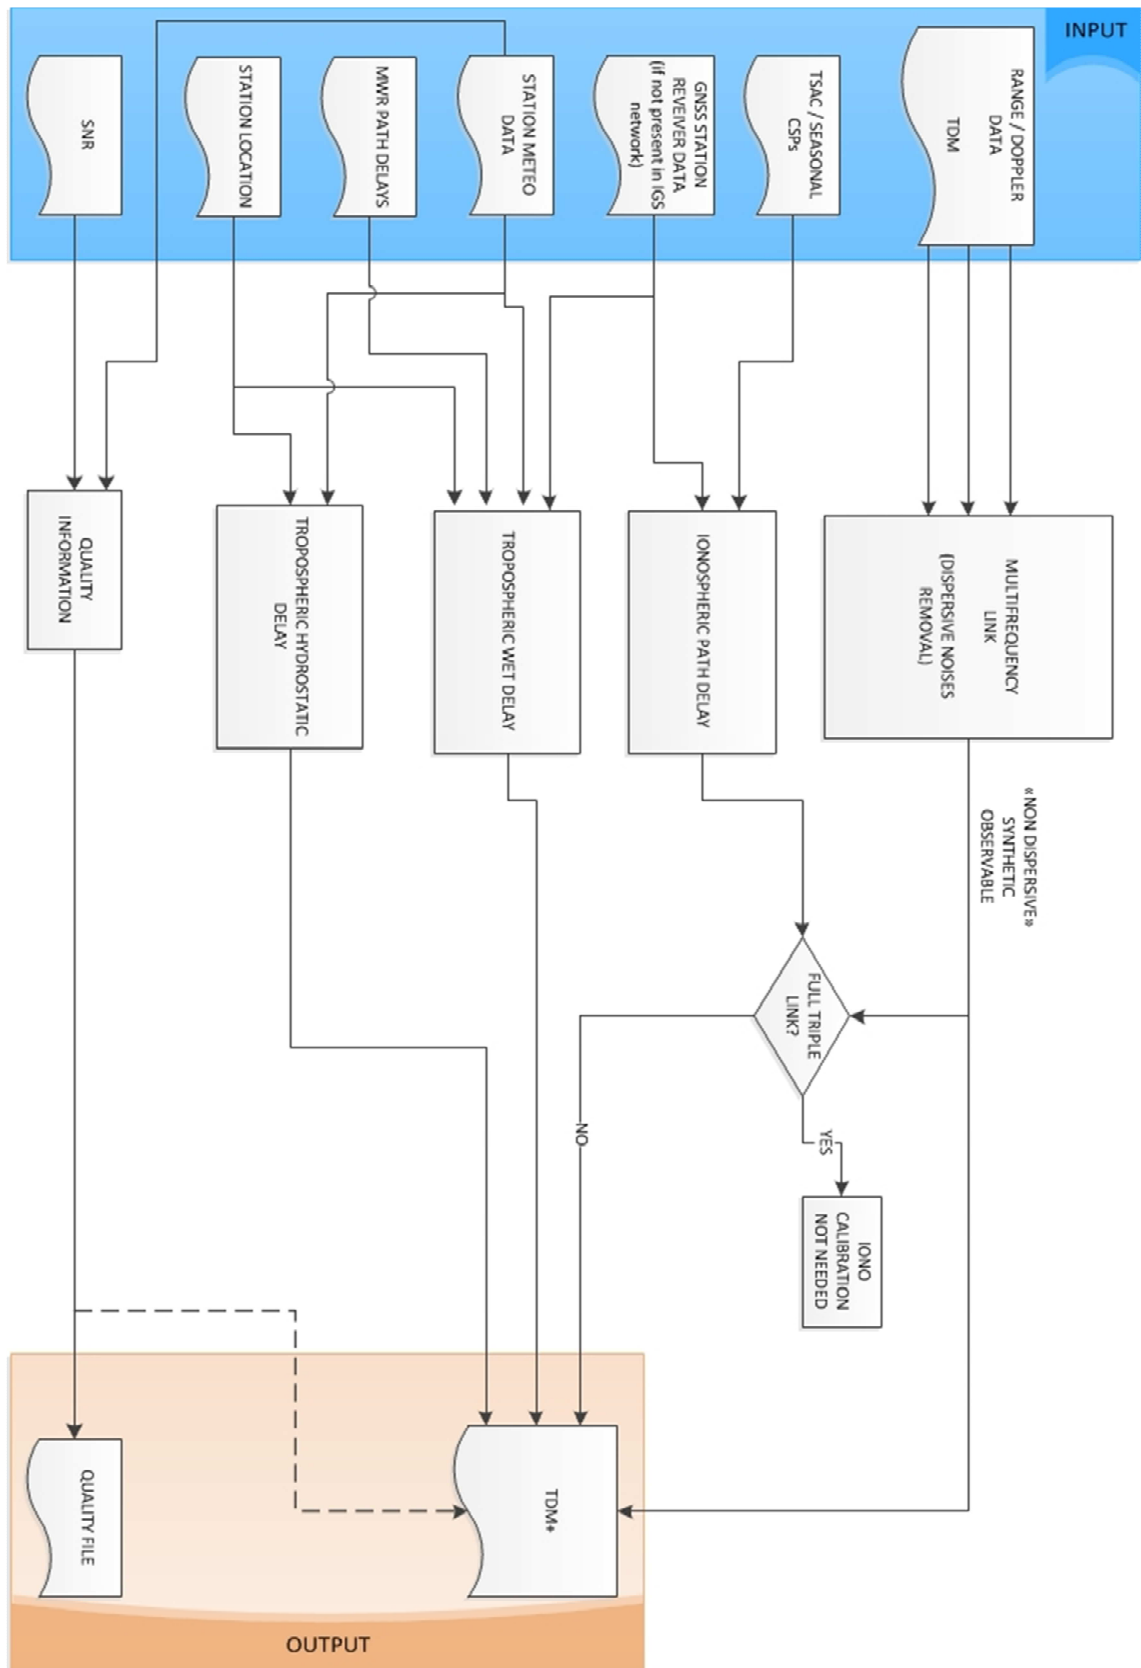 INPUT
RANGE / DOPPLER
DATA
TDM
TSAC / SEASONAL
CSPs
GNSS STATION
REVEIVER DATA
(if not present in IGS
network)
STATION METEO
DATA
MWR PATH DELAYS
STATION LOCATION
SNR
MULTIFREQUENCY
LINK
(DISPERSIVE NOISES
REMOVAL)
IONOSPHERIC PATH DELAY
TROPOSPHERIC WET DELAY
TROPOSPHERIC HYDROSTATIC
DELAY
QUALITY
INFORMATION
«NON DISPERSIVE»
SYNTHETIC
OBSERVABLE
FULL TRIPLE
LINK?
YES
NO
IONO
CALIBRATION
NOT NEEDED
TDM+
QUALITY FILE
OUTPUT